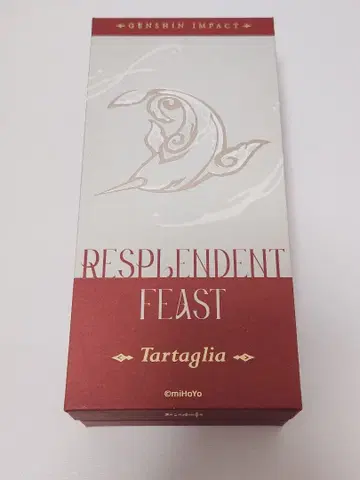 GENSHIN IMPACT
RESPLENDENT
FEAST
Tartaglia
©miHoYo